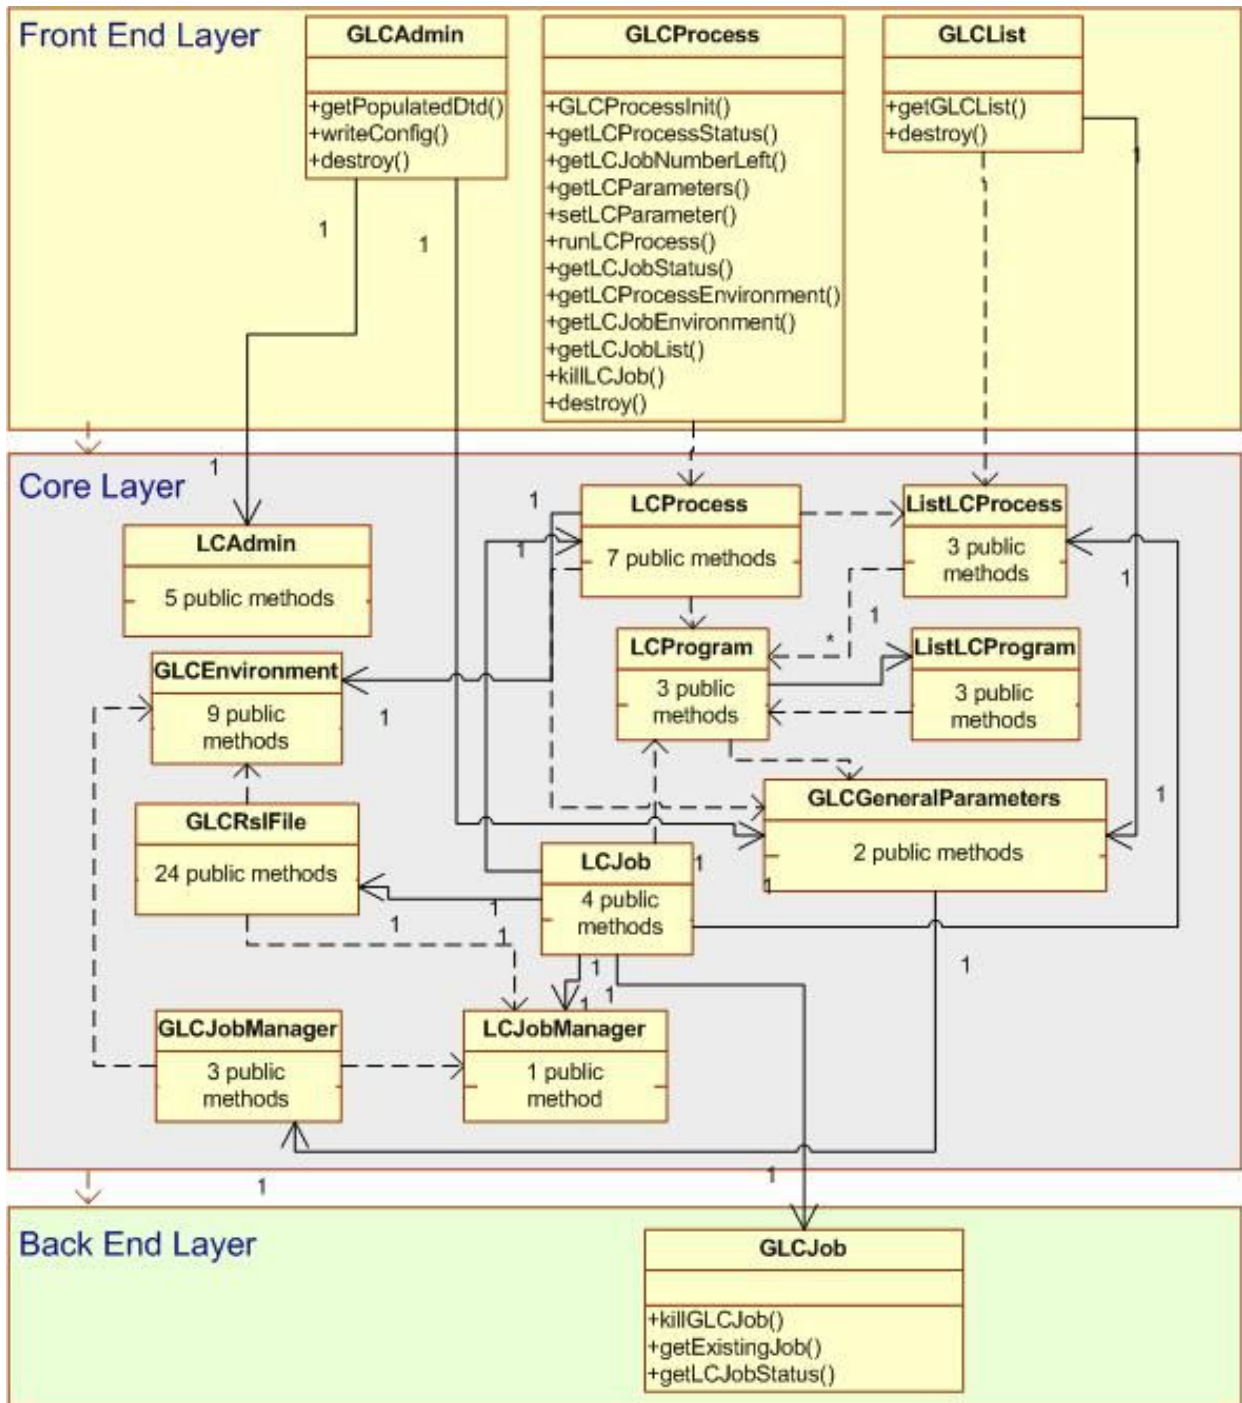 Front End Layer
GLCAdmin
+getPopulatedDtd()
+writeConfig()
+destroy()
GLCProcess
+GLCProcessInit()
+getLCProcessStatus()
+getLCJobNumberLeft()
+getLCParameters()
+setLCParameter()
+runLCProcess()
+getLCJobStatus()
+getLCProcessEnvironment()
+getLCJobEnvironment()
+getLCJobList()
+killLCJob()
+destroy()
GLCList
+getGLCList()
+destroy()
1
1
1
1
Core Layer
LCAdmin
5 public methods
LCProcess
7 public methods
1
1
ListLCProcess
3 public
methods
1
1
*
GLCEnvironment
9 public
methods
1
LCProgram
3 public
methods
ListLCProgram
3 public
methods
GLCRslFile
24 public methods
GLCGeneralParameters
2 public methods
1
1
1
LCJob
4 public
methods
1
1
1
1
1
1
1
GLCJobManager
3 public
methods
LCJobManager
1 public
method
1
1
Back End Layer
GLCJob
+killGLCJob()
+getExistingJob()
+getLCJobStatus()